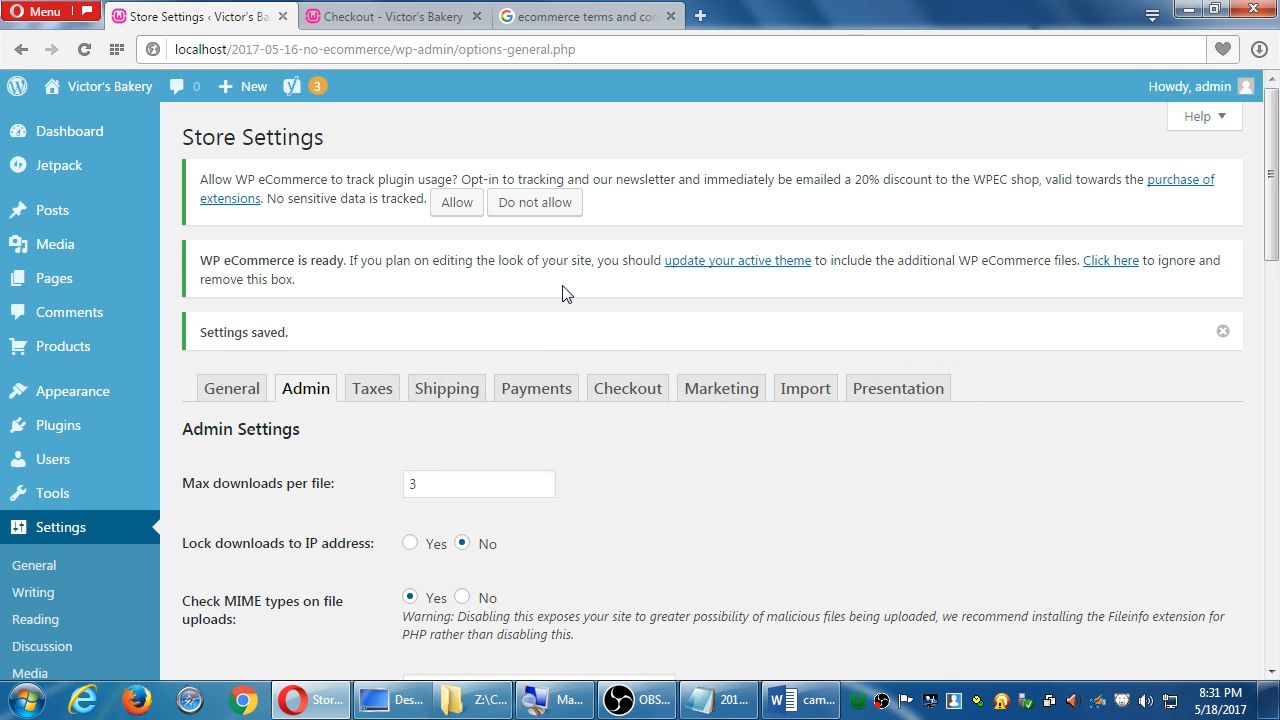 Menu
Store Settings ‹ Victor's Ba
Checkout - Victor's Bakery
ecommerce terms and con
localhost/2017-05-16-no-ecommerce/wp-admin/options-general.php
Victor's Bakery
0
New
3
Howdy, admin
Help
Dashboard
Jetpack
Posts
Media
Pages
Comments
Products
Appearance
Plugins
Users
Tools
Settings
General
Writing
Reading
Discussion
Media
Store Settings
Allow WP eCommerce to track plugin usage? Opt-in to tracking and our newsletter and immediately be emailed a 20% discount to the WPEC shop, valid towards the purchase of
extensions. No sensitive data is tracked. Allow Do not allow
WP eCommerce is ready. If you plan on editing the look of your site, you should update your active theme to include the additional WP eCommerce files. Click here to ignore and
remove this box.
Settings saved.
General Admin Taxes Shipping Payments Checkout Marketing Import Presentation
Admin Settings
Max downloads per file: 3
Lock downloads to IP address: Yes No
Check MIME types on file
uploads:
Yes No
Warning: Disabling this exposes your site to greater possibility of malicious files being uploaded, we recommend installing the Fileinfo extension for
PHP rather than disabling this.
Stor...
Des...
Z:\C...
Ma...
OBS...
201...
cam...
8:31 PM
5/18/2017